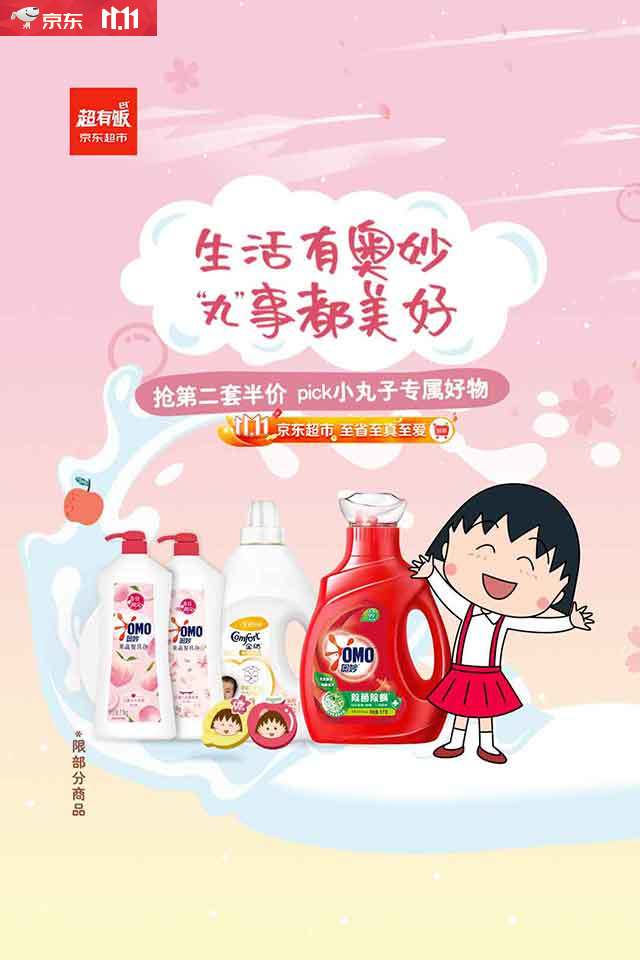 京东 11.11
超有饭
京东超市
生活有奥妙
“丸”事都美好
抢第二套半价 pick小丸子专属好物
11.11 京东超市 至省至真至爱
OMO
奥妙
OMO
奥妙
Comfort
金纺
OMO
奥妙
除菌除螨
*限部分商品